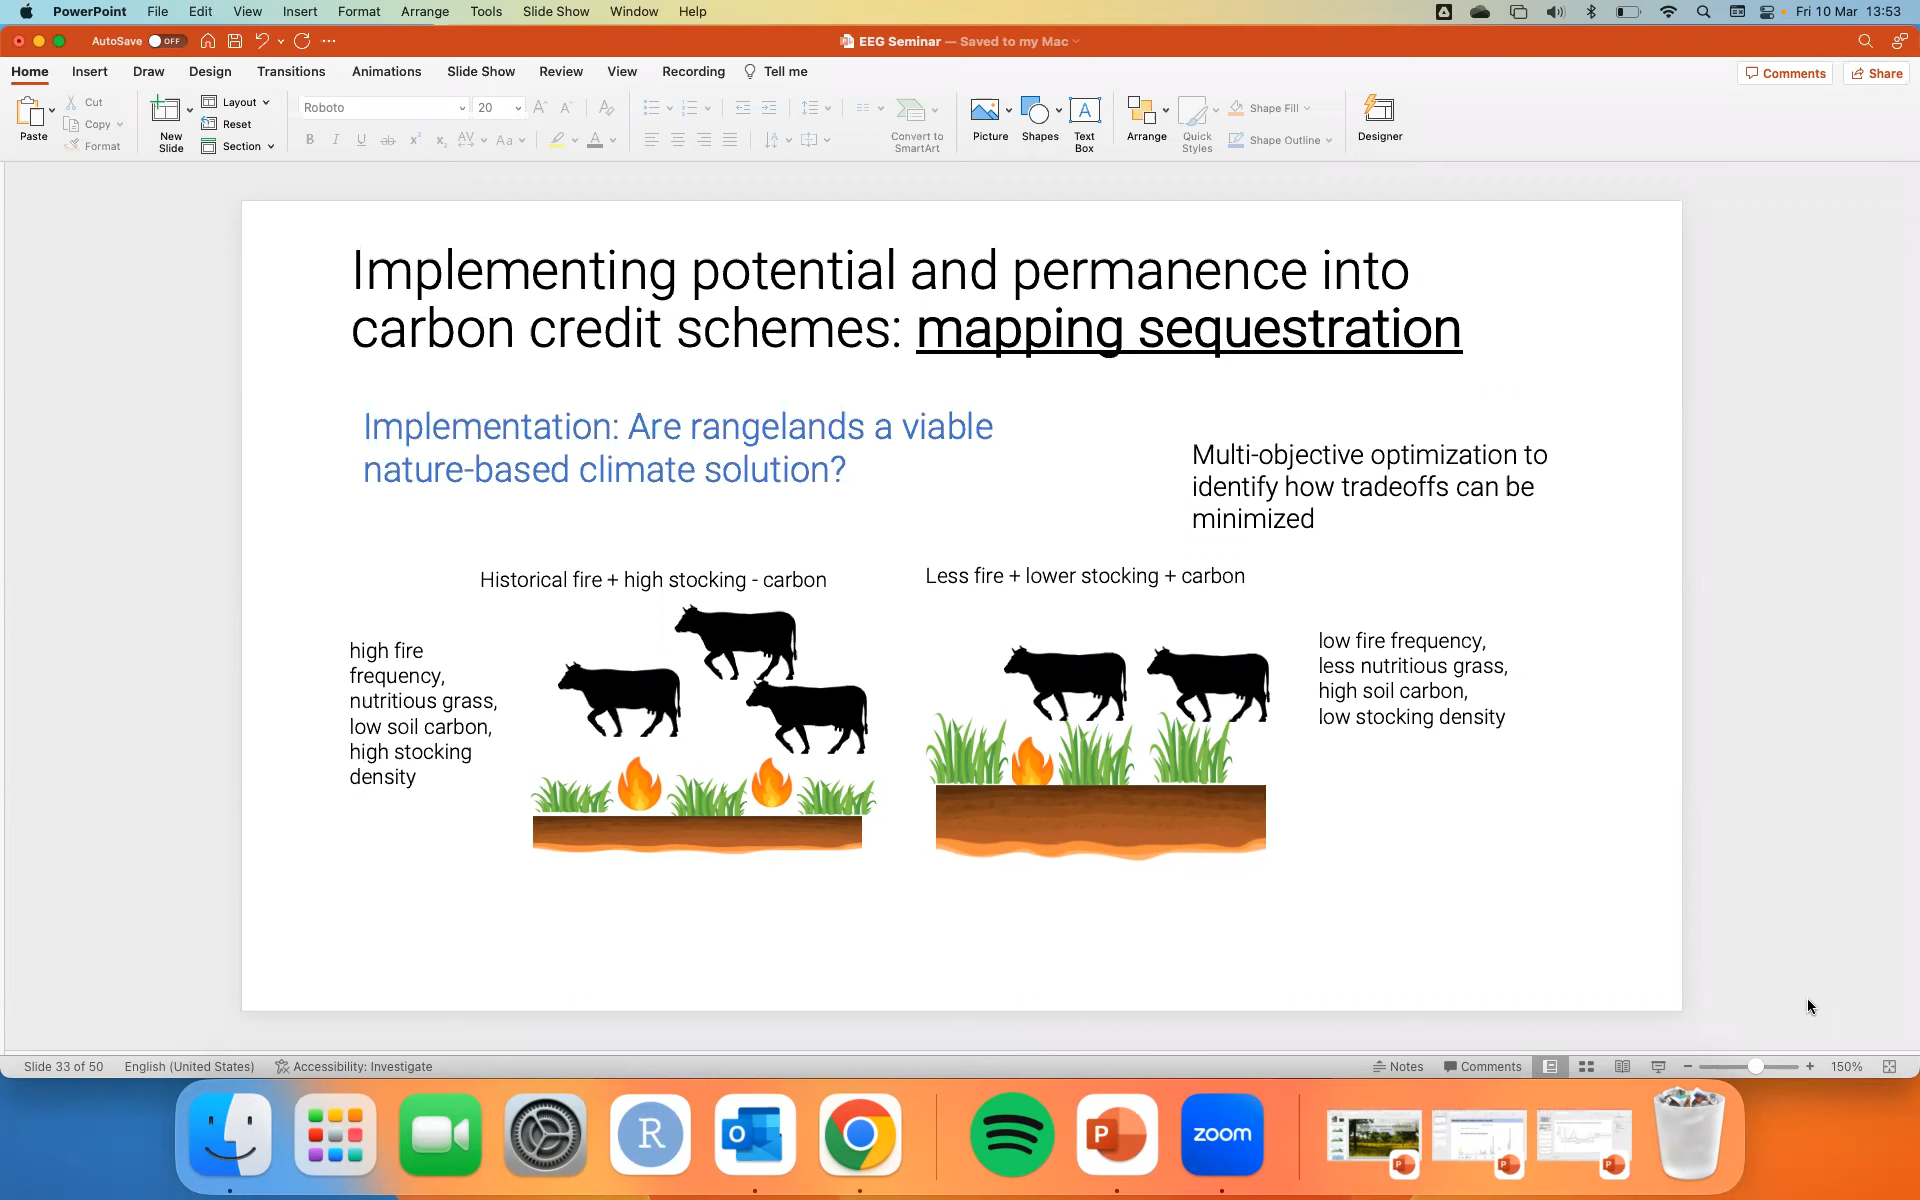 PowerPoint File Edit View Insert Format Arrange Tools Slide Show Window Help Fri 10 Mar 13:53
AutoSave OFF EEG Seminar — Saved to my Mac
Home Insert Draw Design Transitions Animations Slide Show Review View Recording Tell me Comments Share
Paste Cut Copy Format
New Slide Layout Reset Section
Roboto 20
Convert to SmartArt
Picture Shapes Text Box Arrange Quick Styles Shape Fill Shape Outline Designer
Implementing potential and permanence into
carbon credit schemes: mapping sequestration
Implementation: Are rangelands a viable
nature-based climate solution?
Multi-objective optimization to
identify how tradeoffs can be
minimized
Historical fire + high stocking - carbon
Less fire + lower stocking + carbon
high fire
frequency,
nutritious grass,
low soil carbon,
high stocking
density
low fire frequency,
less nutritious grass,
high soil carbon,
low stocking density
Slide 33 of 50 English (United States) Accessibility: Investigate Notes Comments 150%
zoom